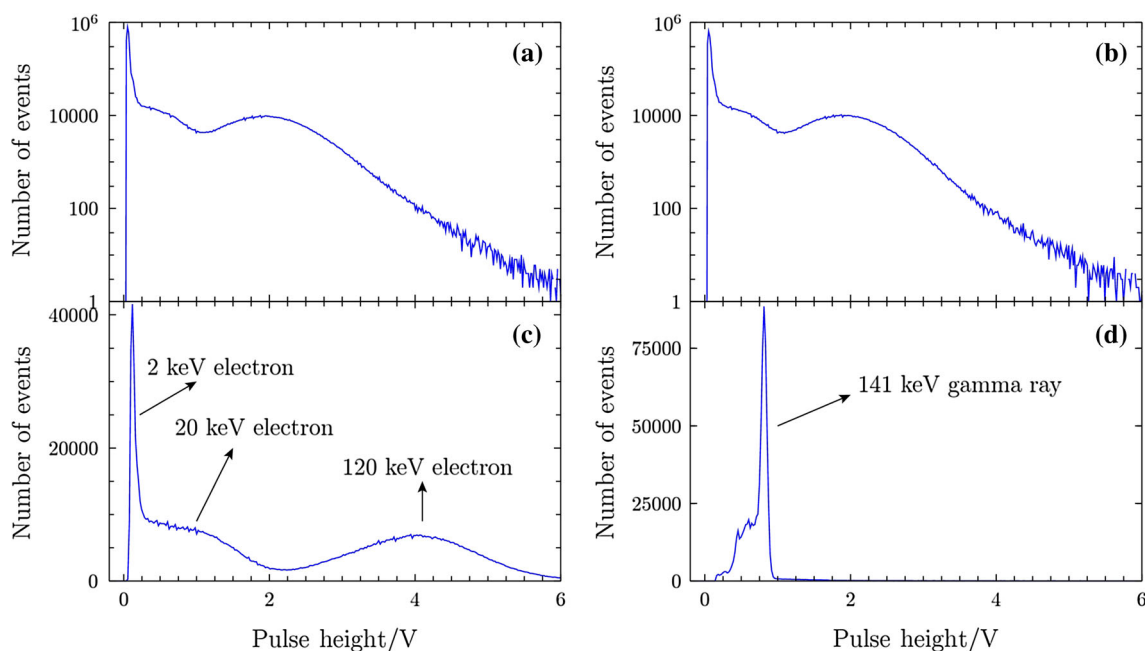 10^6
10000
100
1
Number of events
(a)
10^6
10000
100
1
Number of events
(b)
40000
20000
0
Number of events
(c)
2 keV electron
20 keV electron
120 keV electron
0
2
4
6
Pulse height/V
75000
50000
25000
0
Number of events
(d)
141 keV gamma ray
0
2
4
6
Pulse height/V